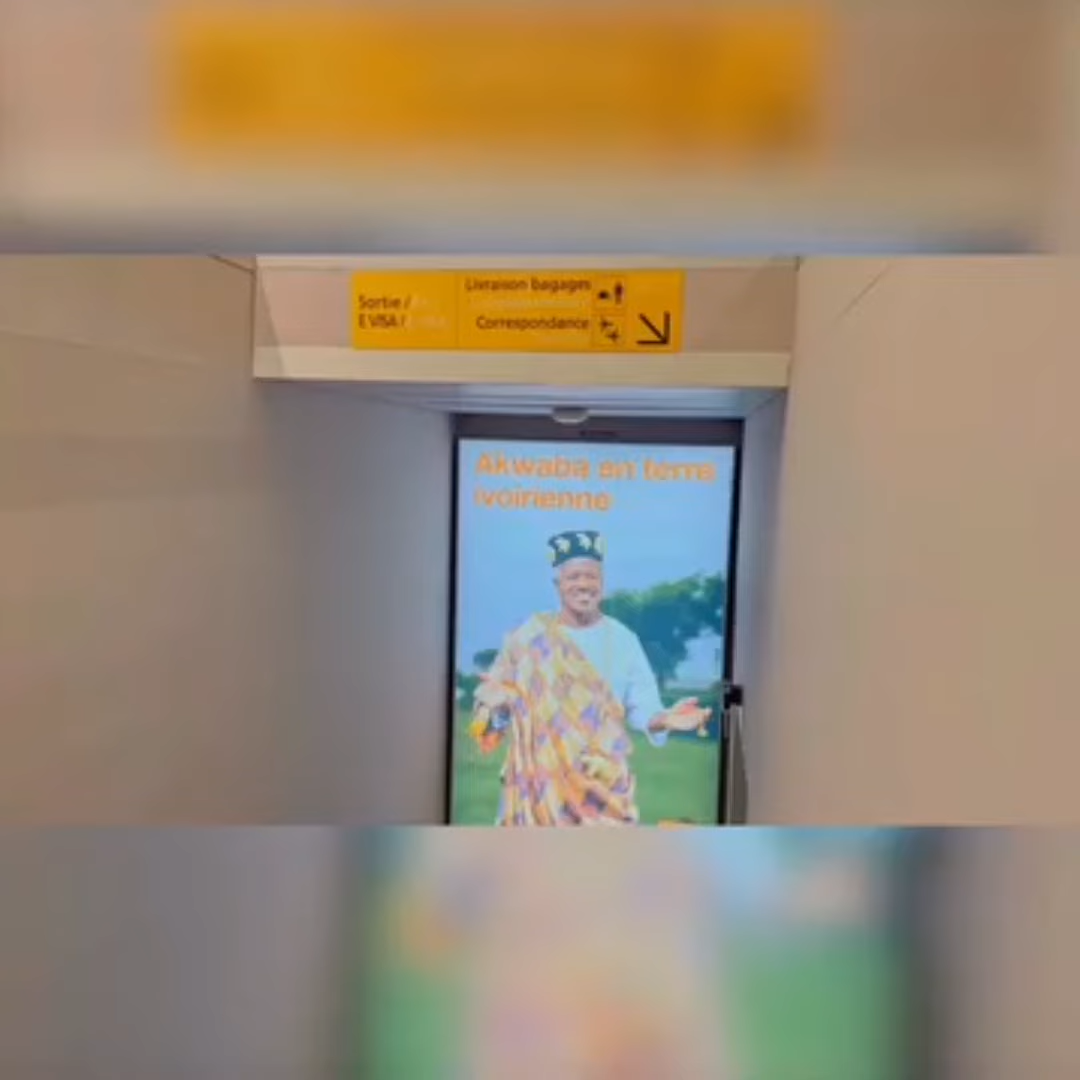 Sortie /
E VISA /
Livraison bagages
Correspondance
Akwaba en terre
ivoirienne